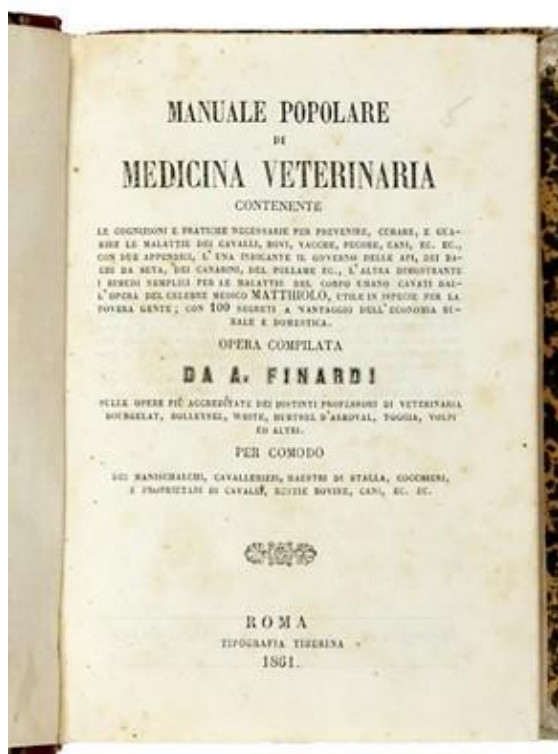 MANUALE POPOLARE
DI
MEDICINA VETERINARIA
CONTENENTE
LE COGNIZIONI E PRATICHE NECESSARIE PER PREVENIRE, CURARE, E GUA-
RIRE LE MALATTIE DEI CAVALLI, BOVI, VACCHE, PECORE, CANI, EC. EC.,
CON DUE APPENDICI, L'UNA INDICANTE IL GOVERNO DELLE API, DEI BA-
CHI DA SETA, DEI CANARINI, DEL POLLAME EC., L'ALTRA DIMOSTRANTE
I RIMEDI SEMPLICI PER LE MALATTIE DEL CORPO UMANO CAVATI DAL-
L'OPERA DEL CELEBRE MEDICO MATTHIOLO, UTILE IN ISPECIE PER LA
POVERA GENTE; CON 100 SEGRETI A VANTAGGIO DELL'ECONOMIA RU-
RALE E DOMESTICA.
OPERA COMPILATA
DA A. FINARDI
SULLE OPERE PIÙ ACCREDITATE DEI DISTINTI PROFESSORI DI VETERINARIA
BOURGELAT, SOLLEYSEL, WHITE, HURTREL D'ARBOVAL, TOGGIA, VOLPI
ED ALTRI.
PER COMODO
DEI MANISCHALCHI, CAVALLERIZZI, MAESTRI DI STALLA, COCCHIERI,
E PROPRIETARI DI CAVALLI, BESTIE BOVINE, CANI, EC. EC.
ROMA
TIPOGRAFIA TIBERINA
1861.